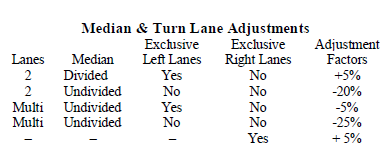 Median & Turn Lane Adjustments
Exclusive Exclusive Adjustment
Lanes Median Left Lanes Right Lanes Factors
2 Divided Yes No +5%
2 Undivided No No -20%
Multi Undivided Yes No -5%
Multi Undivided No No -25%
– – – Yes + 5%